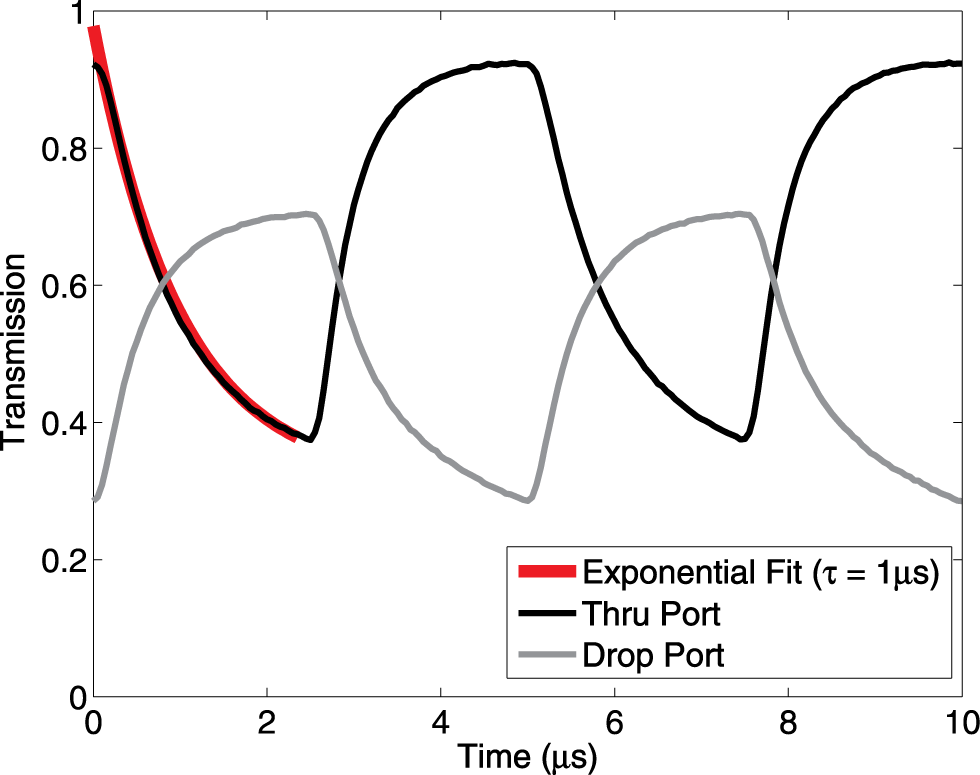 1
0.8
0.6
0.4
0.2
0
Transmission
0 2 4 6 8 10
Time (μs)
Exponential Fit (τ = 1μs)
Thru Port
Drop Port